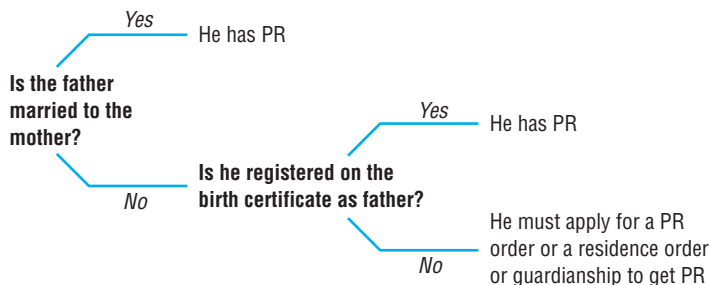 Yes
He has PR
Is the father
married to the
mother?
Yes
He has PR
No
Is he registered on the
birth certificate as father?
No
He must apply for a PR
order or a residence order
or guardianship to get PR